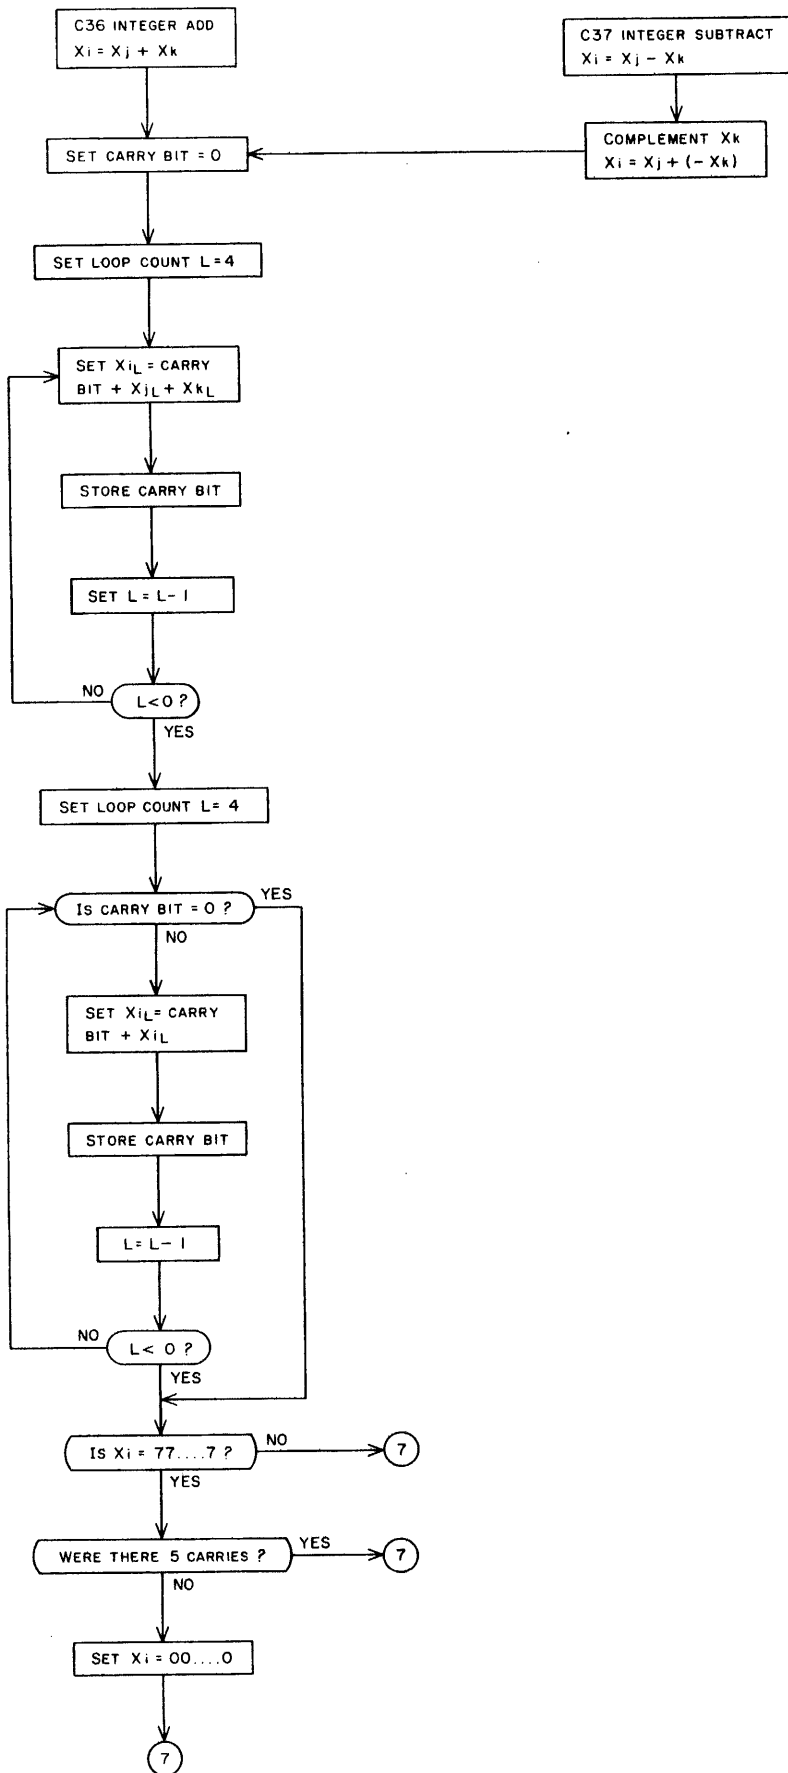 C36 INTEGER ADD
Xi = Xj + Xk
C37 INTEGER SUBTRACT
Xi = Xj - Xk
COMPLEMENT Xk
Xi = Xj + (- Xk)
SET CARRY BIT = 0
SET LOOP COUNT L=4
SET XiL = CARRY
BIT + XjL + XkL
STORE CARRY BIT
SET L = L - 1
NO
L < 0 ?
YES
SET LOOP COUNT L= 4
IS CARRY BIT = 0 ?
YES
NO
SET XiL = CARRY
BIT + XiL
STORE CARRY BIT
L = L - 1
NO
L < 0 ?
YES
IS Xi = 77....7 ?
NO
7
YES
WERE THERE 5 CARRIES ?
YES
7
NO
SET Xi = 00....0
7